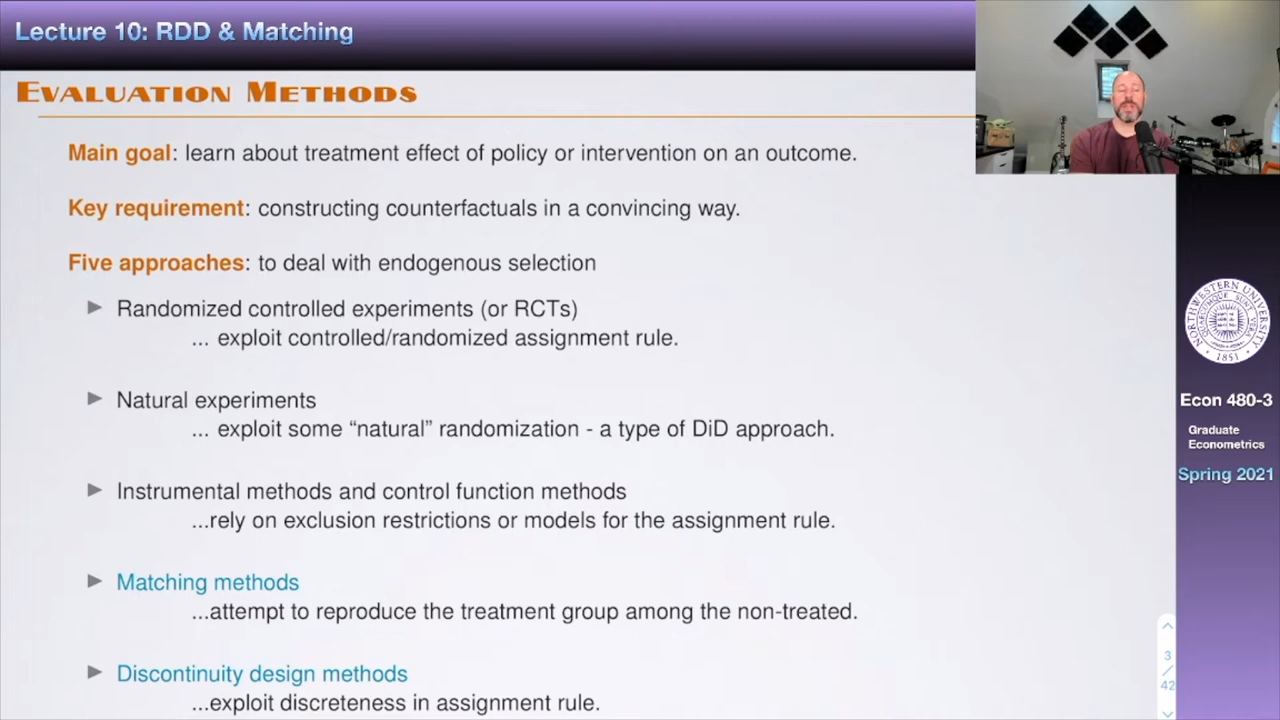 Lecture 10: RDD & Matching
EVALUATION METHODS
Main goal: learn about treatment effect of policy or intervention on an outcome.
Key requirement: constructing counterfactuals in a convincing way.
Five approaches: to deal with endogenous selection
Randomized controlled experiments (or RCTs)
... exploit controlled/randomized assignment rule.
Natural experiments
... exploit some “natural” randomization - a type of DiD approach.
Instrumental methods and control function methods
...rely on exclusion restrictions or models for the assignment rule.
Matching methods
...attempt to reproduce the treatment group among the non-treated.
Discontinuity design methods
...exploit discreteness in assignment rule.
NORTHWESTERN UNIVERSITY
1851
Econ 480-3
Graduate
Econometrics
Spring 2021
3
/
42